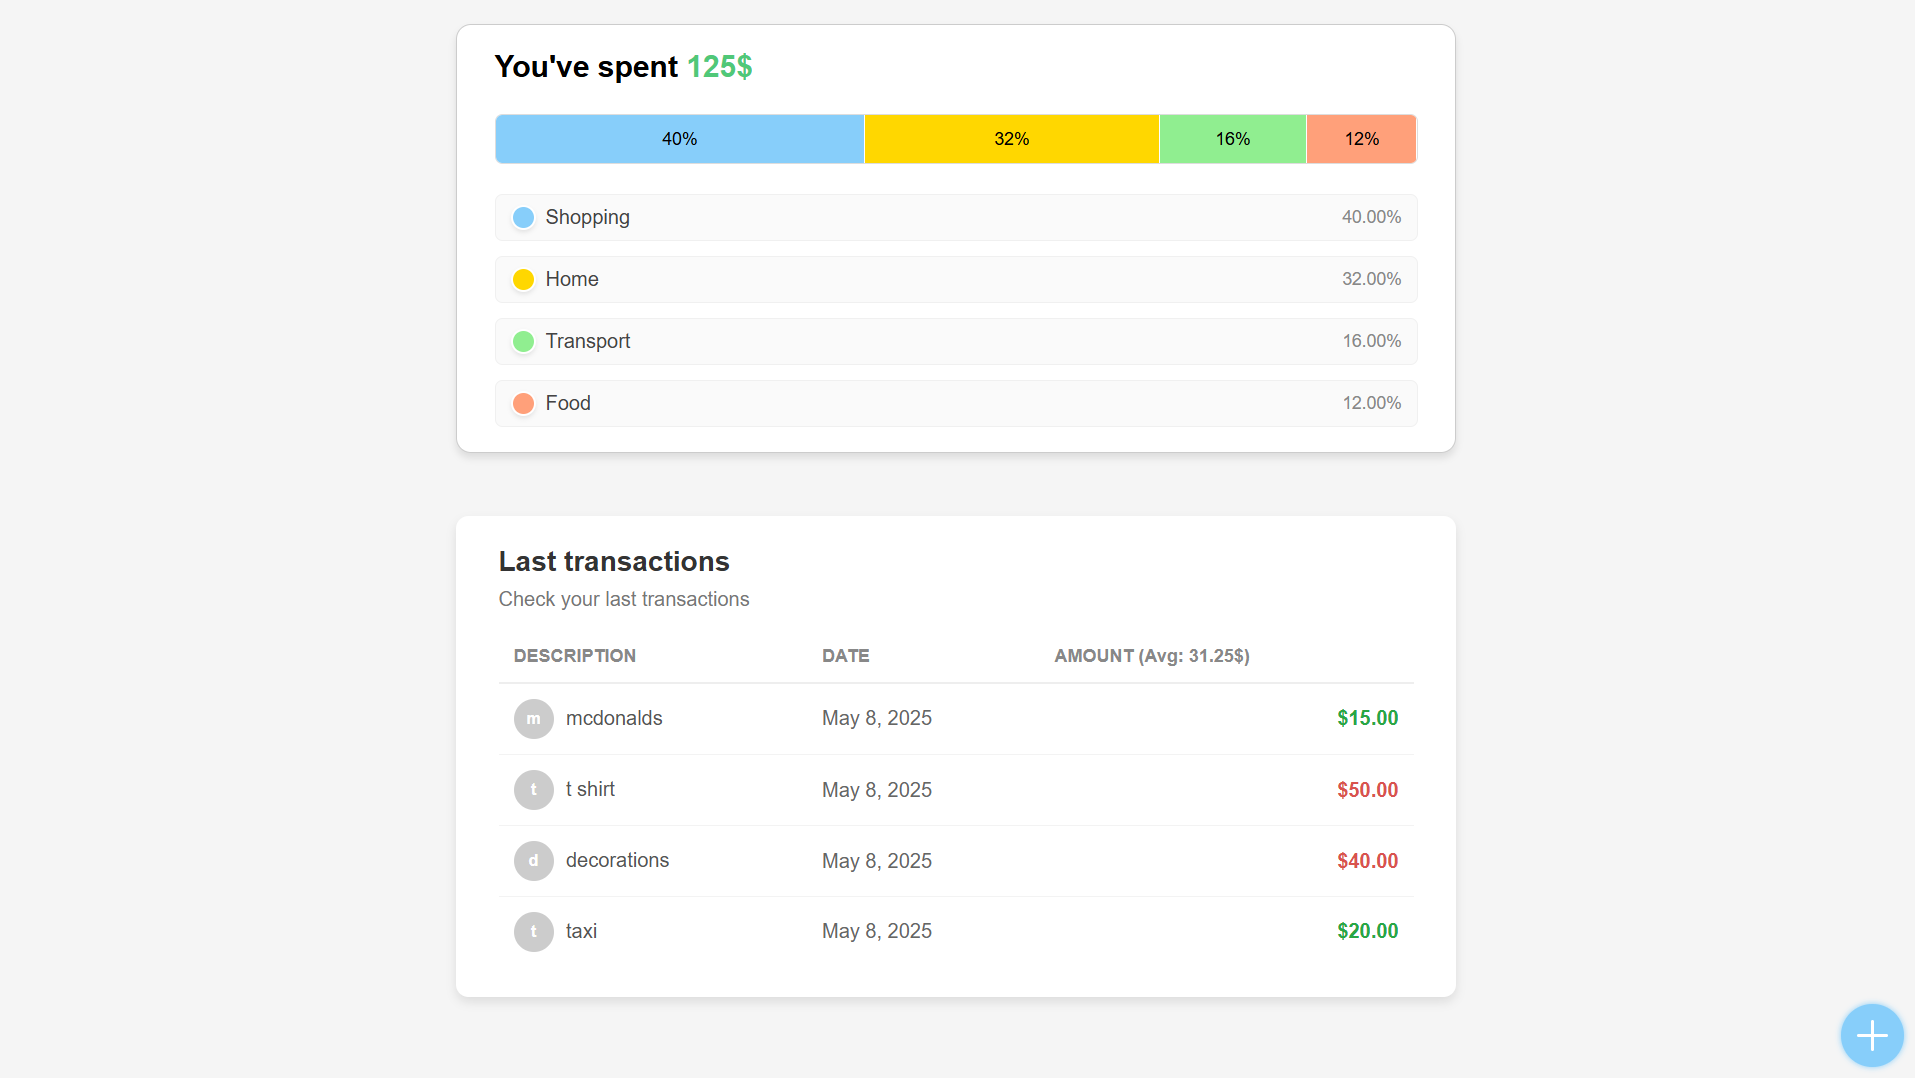 You've spent 125$
40% 32% 16% 12%
Shopping 40.00%
Home 32.00%
Transport 16.00%
Food 12.00%
Last transactions
Check your last transactions
DESCRIPTION DATE AMOUNT (Avg: 31.25$)
m mcdonalds May 8, 2025 $15.00
t t shirt May 8, 2025 $50.00
d decorations May 8, 2025 $40.00
t taxi May 8, 2025 $20.00